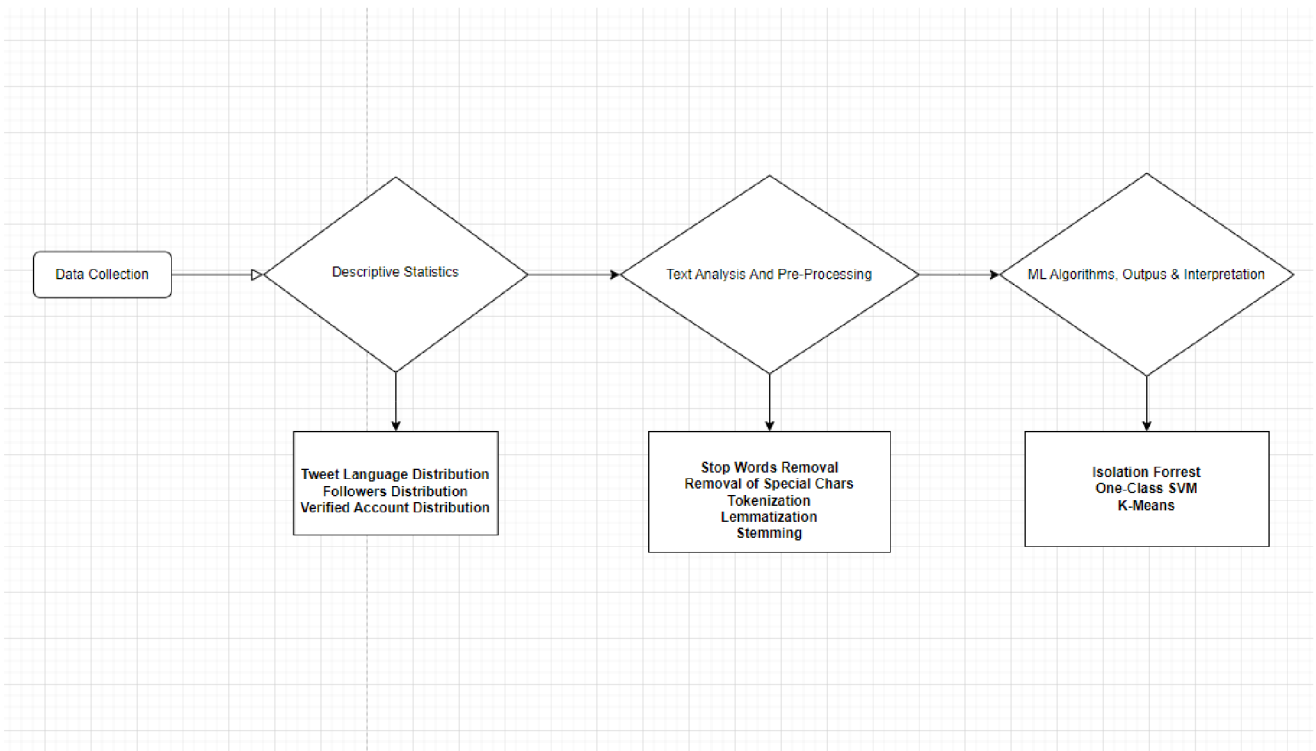 Data Collection
Descriptive Statistics
Text Analysis And Pre-Processing
ML Algorithms, Outpus & Interpretation
Tweet Language Distribution
Followers Distribution
Verified Account Distribution
Stop Words Removal
Removal of Special Chars
Tokenization
Lemmatization
Stemming
Isolation Forrest
One-Class SVM
K-Means